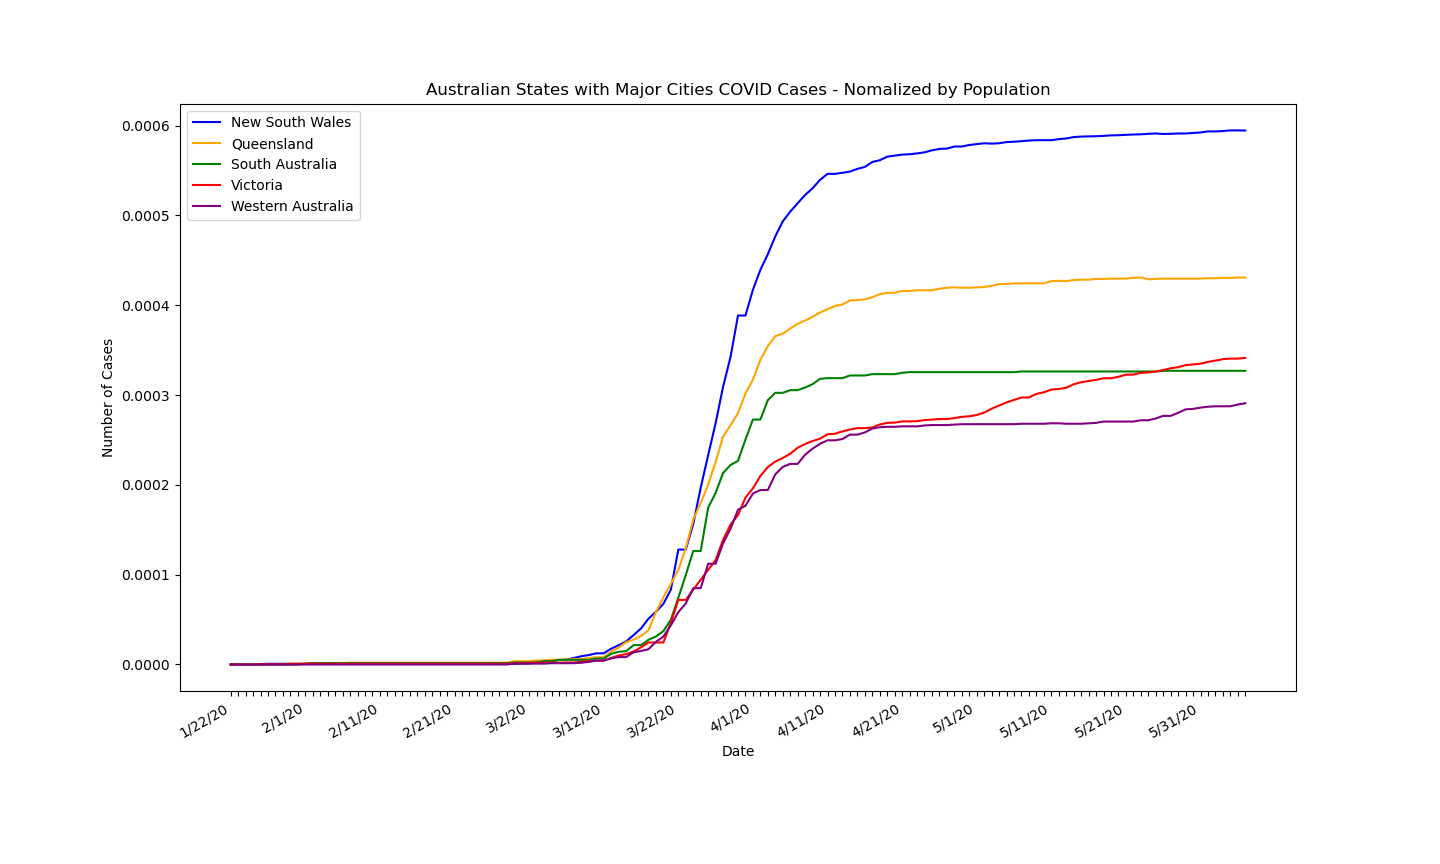 Australian States with Major Cities COVID Cases - Nomalized by Population
New South Wales
Queensland
South Australia
Victoria
Western Australia
0.0006
0.0005
0.0004
0.0003
0.0002
0.0001
0.0000
Number of Cases
1/22/20 2/1/20 2/11/20 2/21/20 3/2/20 3/12/20 3/22/20 4/1/20 4/11/20 4/21/20 5/1/20 5/11/20 5/21/20 5/31/20
Date